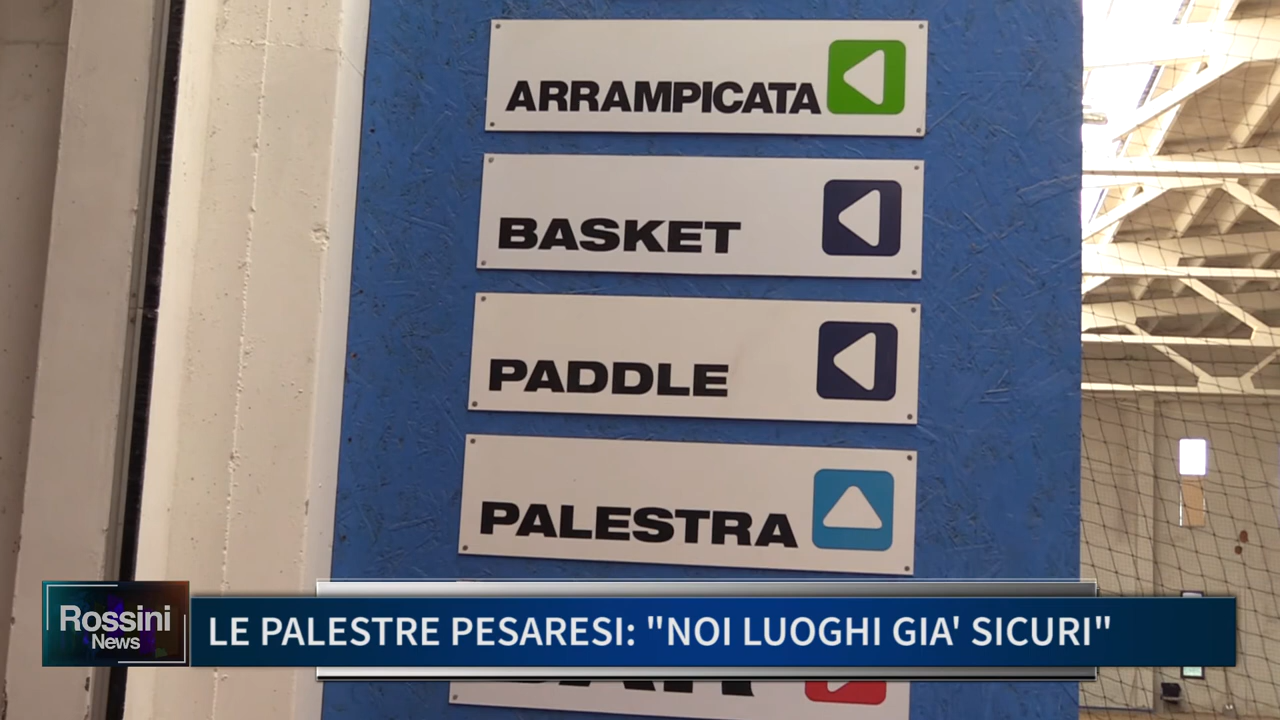 ARRAMPICATA
BASKET
PADDLE
PALESTRA
Rossini
News
LE PALESTRE PESARESI: "NOI LUOGHI GIA' SICURI"